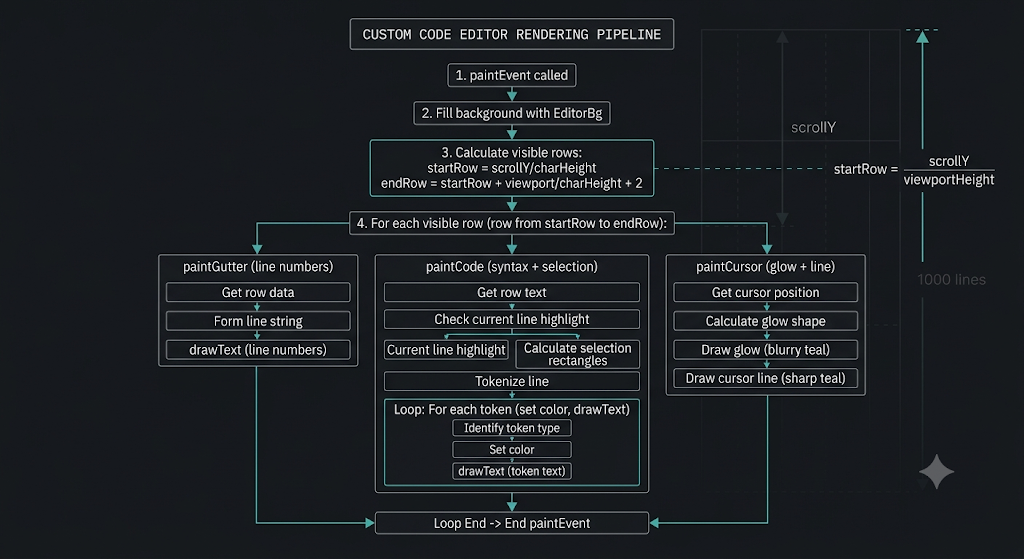 CUSTOM CODE EDITOR RENDERING PIPELINE
1. paintEvent called
2. Fill background with EditorBg
3. Calculate visible rows:
startRow = scrollY/charHeight
endRow = startRow + viewport/charHeight + 2
scrollY
startRow = scrollY
viewportHeight
1000 lines
4. For each visible row (row from startRow to endRow):
paintGutter (line numbers)
Get row data
Form line string
drawText (line numbers)
paintCode (syntax + selection)
Get row text
Check current line highlight
Current line highlight
Calculate selection
rectangles
Tokenize line
Loop: For each token (set color, drawText)
Identify token type
Set color
drawText (token text)
paintCursor (glow + line)
Get cursor position
Calculate glow shape
Draw glow (blurry teal)
Draw cursor line (sharp teal)
Loop End -> End paintEvent